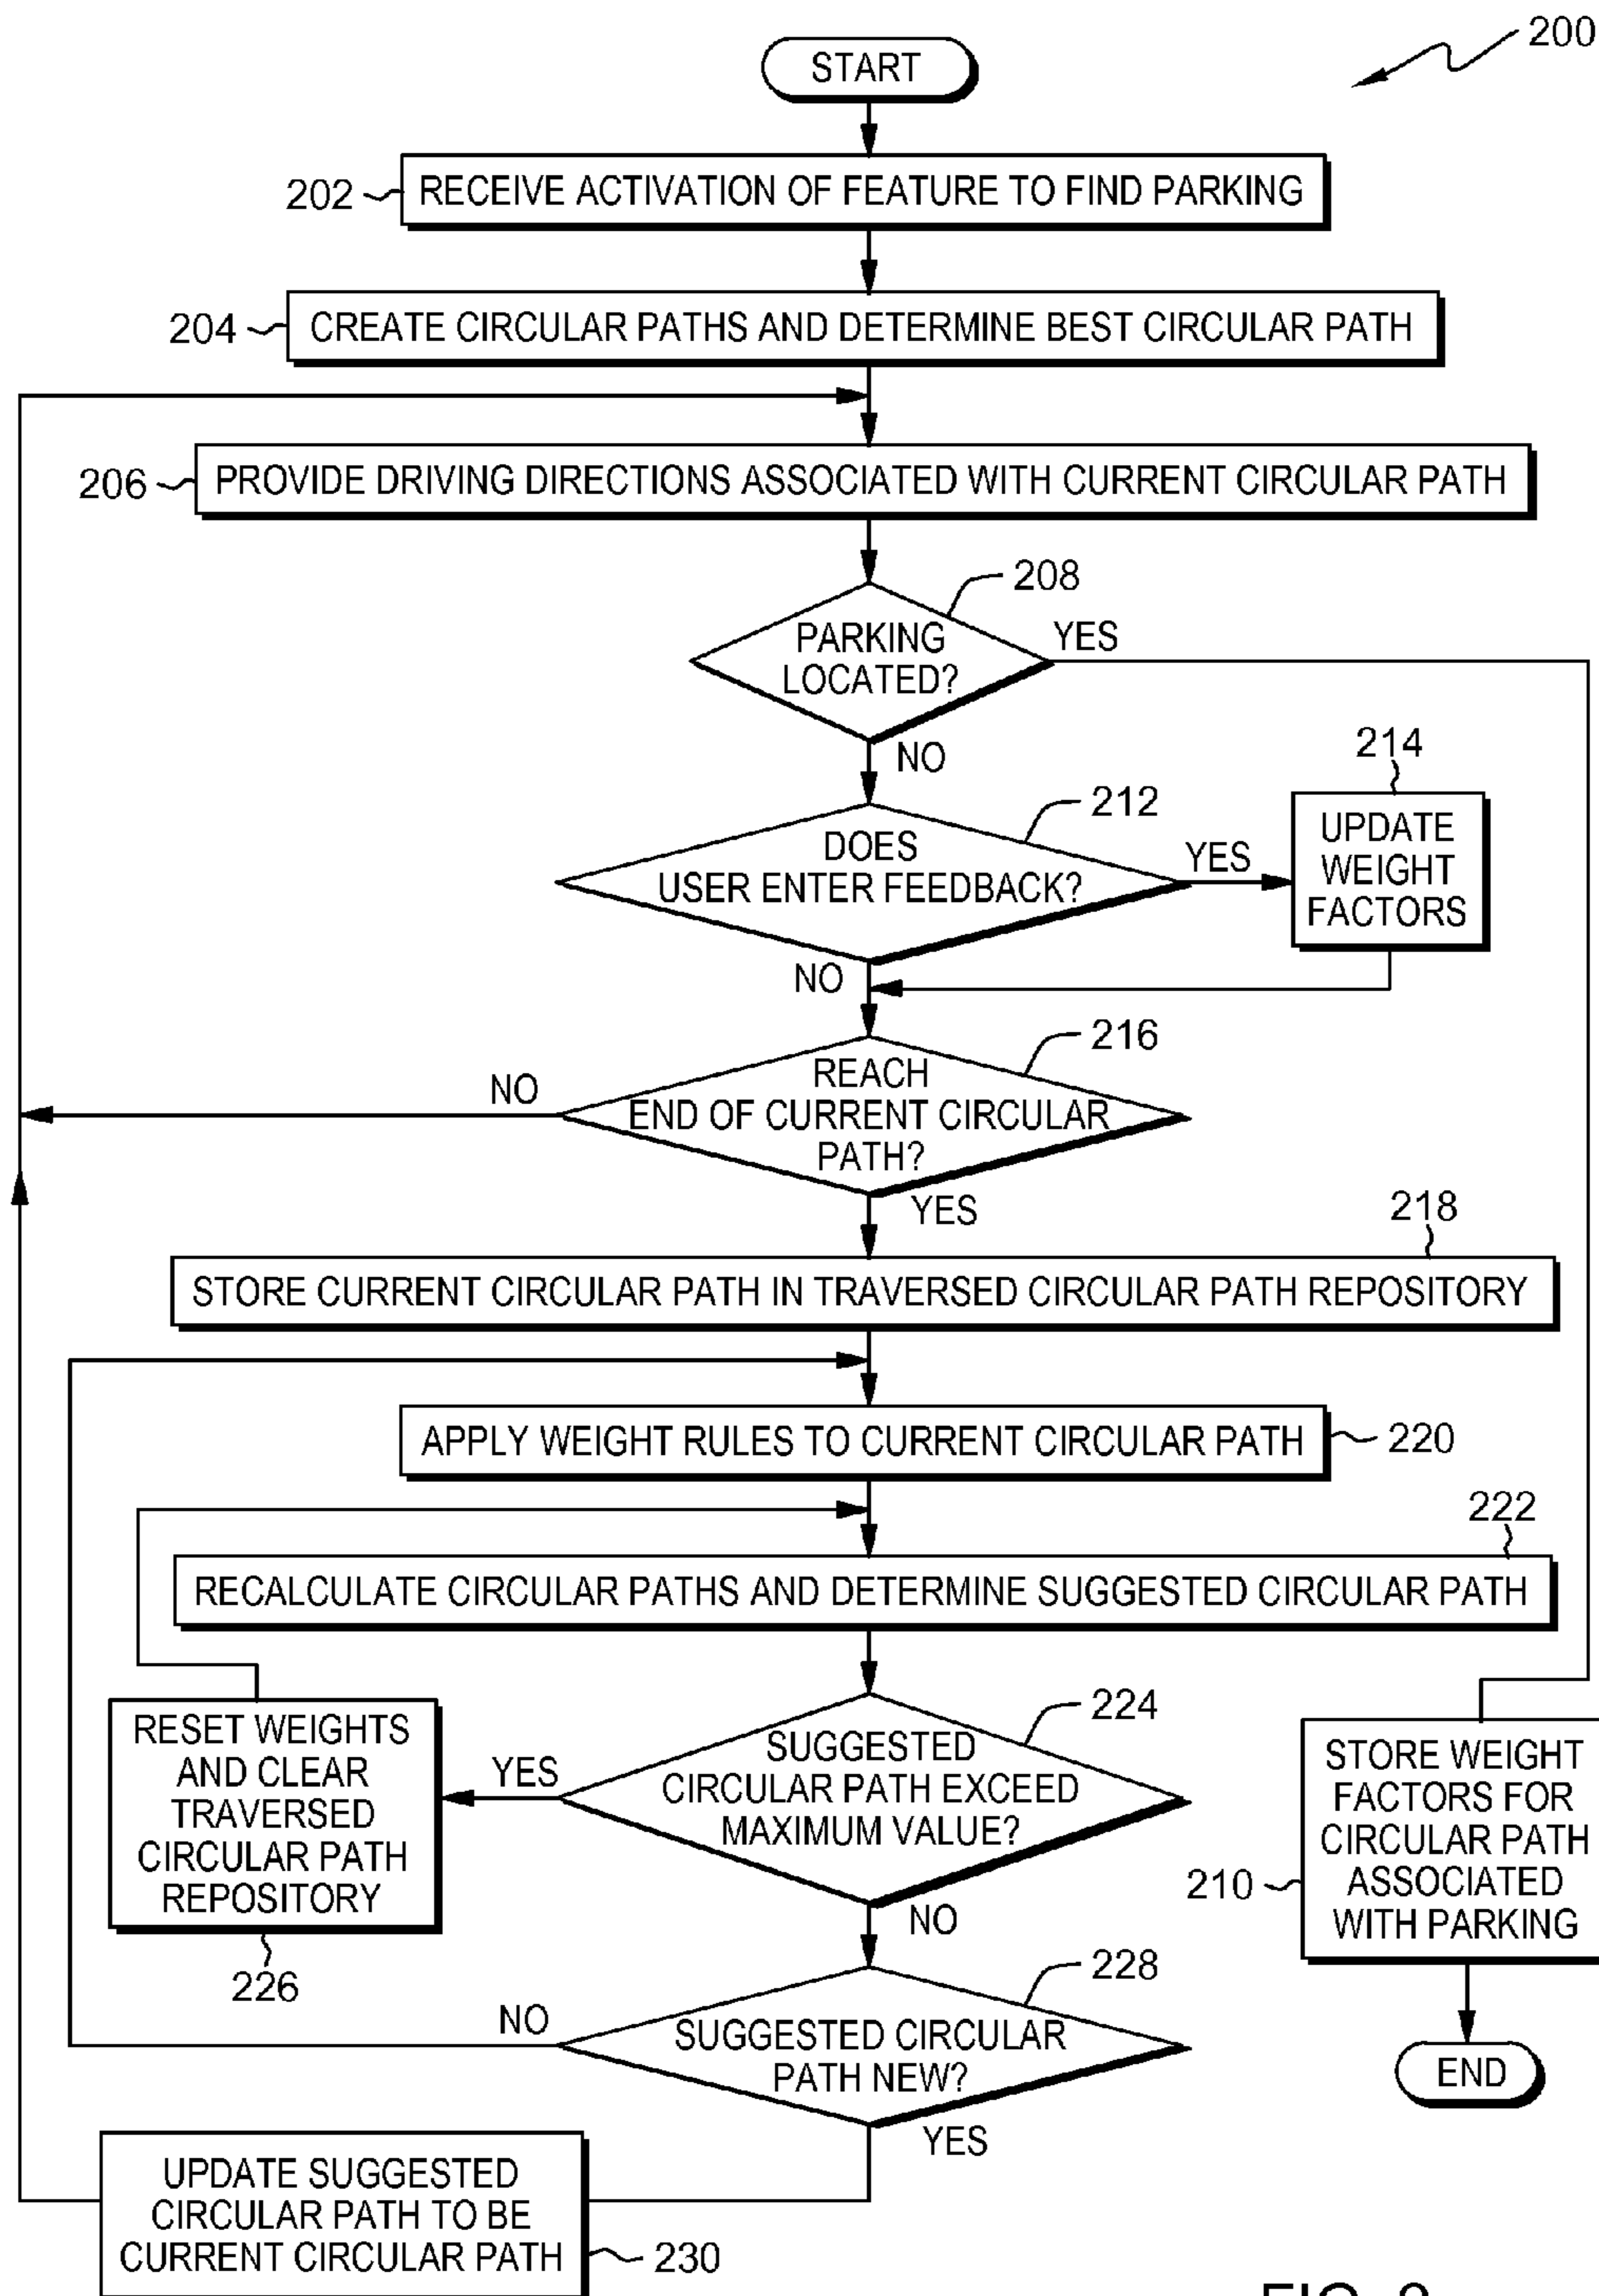 200
START
202
RECEIVE ACTIVATION OF FEATURE TO FIND PARKING
204
CREATE CIRCULAR PATHS AND DETERMINE BEST CIRCULAR PATH
206
PROVIDE DRIVING DIRECTIONS ASSOCIATED WITH CURRENT CIRCULAR PATH
208
PARKING
LOCATED?
YES
NO
212
DOES
USER ENTER FEEDBACK?
YES
214
UPDATE
WEIGHT
FACTORS
NO
216
REACH
END OF CURRENT CIRCULAR
PATH?
NO
YES
218
STORE CURRENT CIRCULAR PATH IN TRAVERSED CIRCULAR PATH REPOSITORY
APPLY WEIGHT RULES TO CURRENT CIRCULAR PATH
220
222
RECALCULATE CIRCULAR PATHS AND DETERMINE SUGGESTED CIRCULAR PATH
224
SUGGESTED
CIRCULAR PATH EXCEED
MAXIMUM VALUE?
YES
RESET WEIGHTS
AND CLEAR
TRAVERSED
CIRCULAR PATH
REPOSITORY
226
NO
210
STORE WEIGHT
FACTORS FOR
CIRCULAR PATH
ASSOCIATED
WITH PARKING
END
228
SUGGESTED CIRCULAR
PATH NEW?
NO
YES
UPDATE SUGGESTED
CIRCULAR PATH TO BE
CURRENT CIRCULAR PATH
230